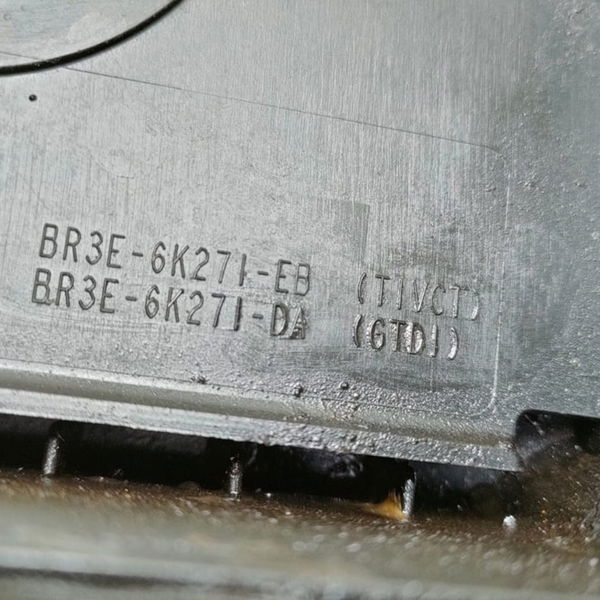 BR3E-6K271-EB (TIVCT)
BR3E-6K271-DA (GTDI)